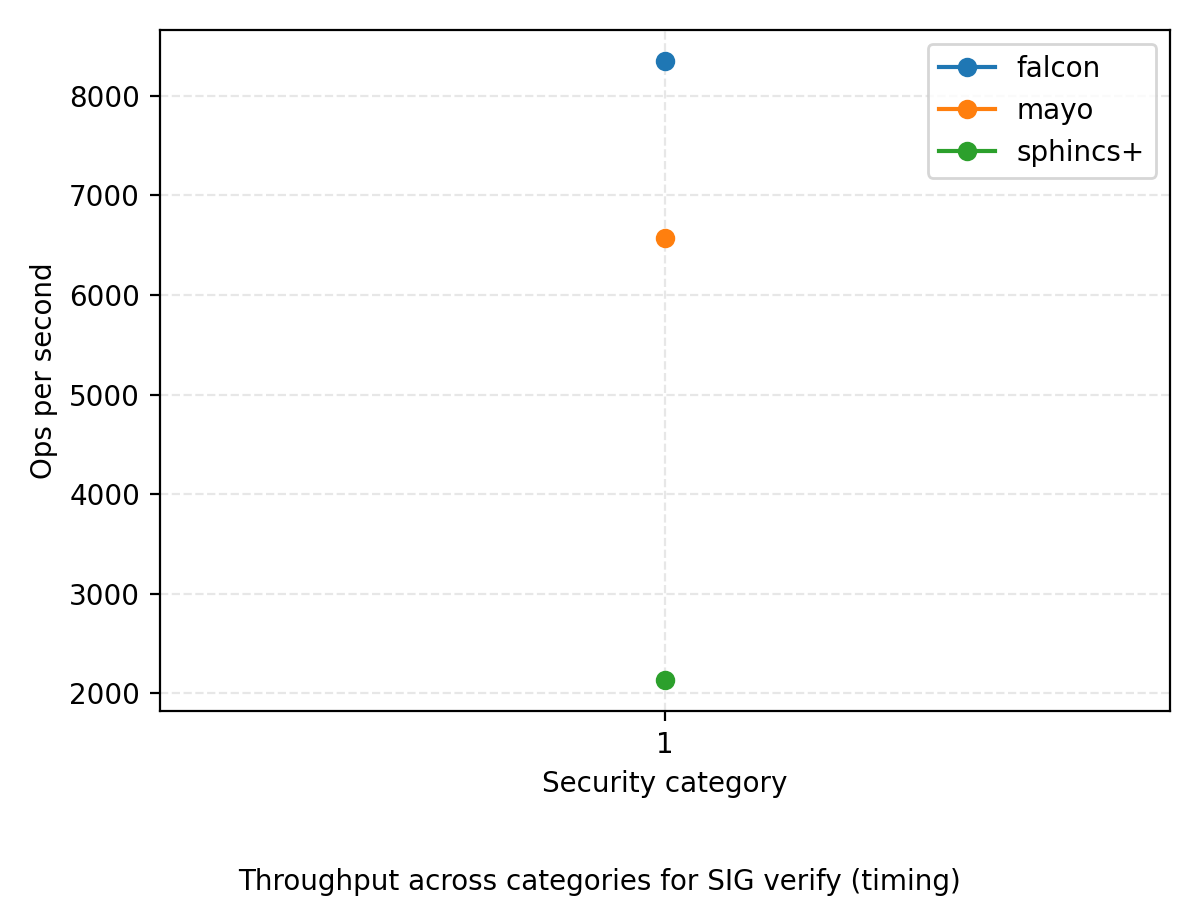 falcon
mayo
sphincs+
8000
7000
6000
5000
4000
3000
2000
Ops per second
1
Security category
Throughput across categories for SIG verify (timing)